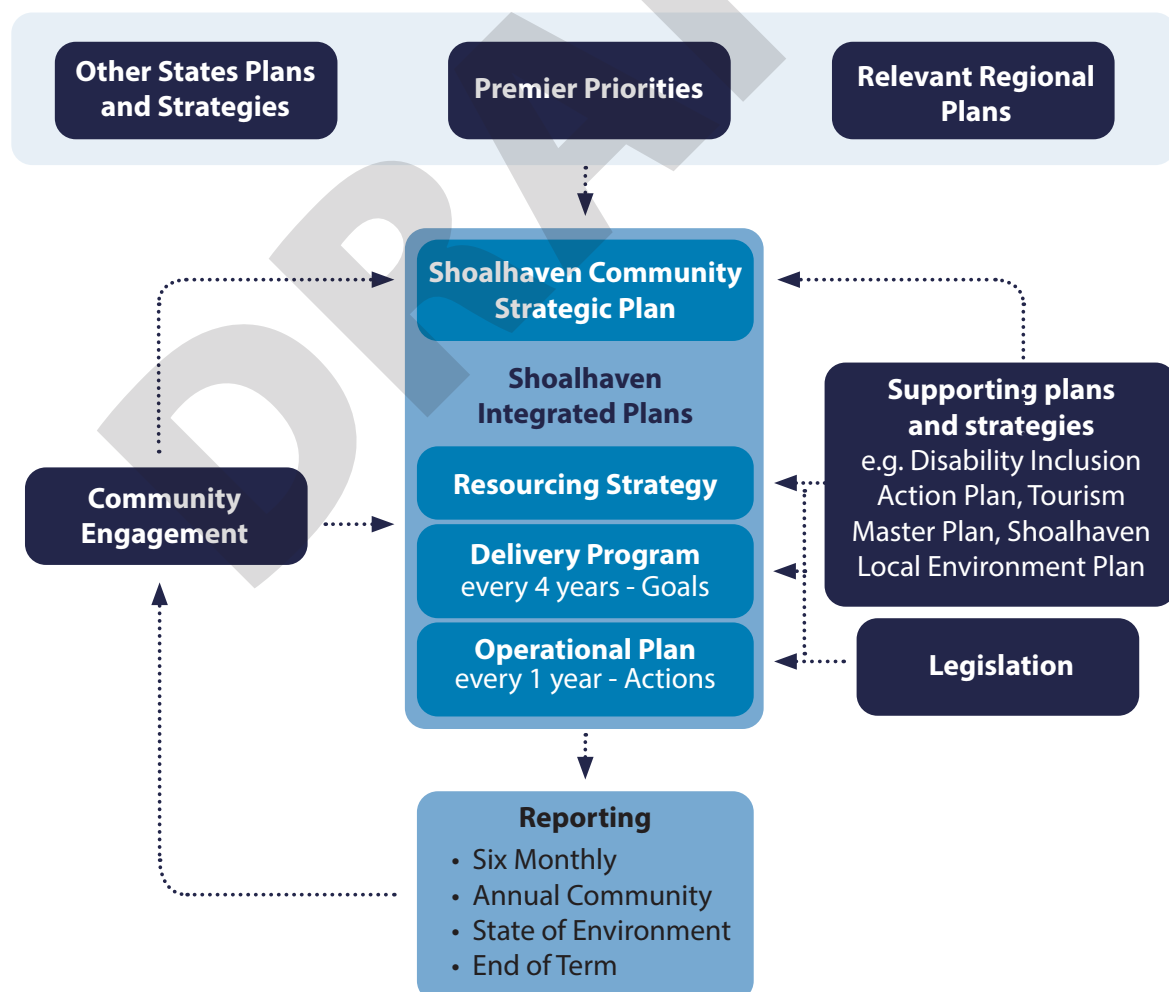 Other States Plans
and Strategies
Premier Priorities
Relevant Regional
Plans
Shoalhaven Community
Strategic Plan
Shoalhaven
Integrated Plans
Resourcing Strategy
Delivery Program
every 4 years - Goals
Operational Plan
every 1 year - Actions
Community
Engagement
Supporting plans
and strategies
e.g. Disability Inclusion
Action Plan, Tourism
Master Plan, Shoalhaven
Local Environment Plan
Legislation
Reporting
• Six Monthly
• Annual Community
• State of Environment
• End of Term
DRA